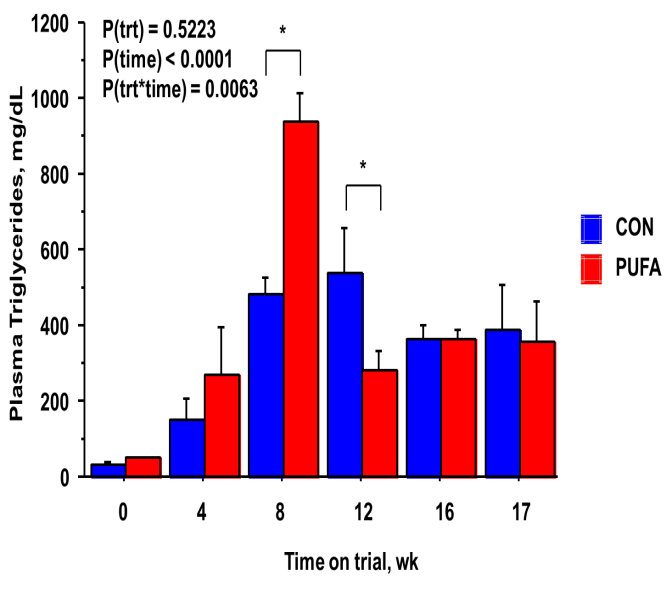 P(trt) = 0.5223
P(time) < 0.0001
P(trt*time) = 0.0063
*
*
1200
1000
800
600
400
200
0
Plasma Triglycerides, mg/dL
CON
PUFA
0 4 8 12 16 17
Time on trial, wk